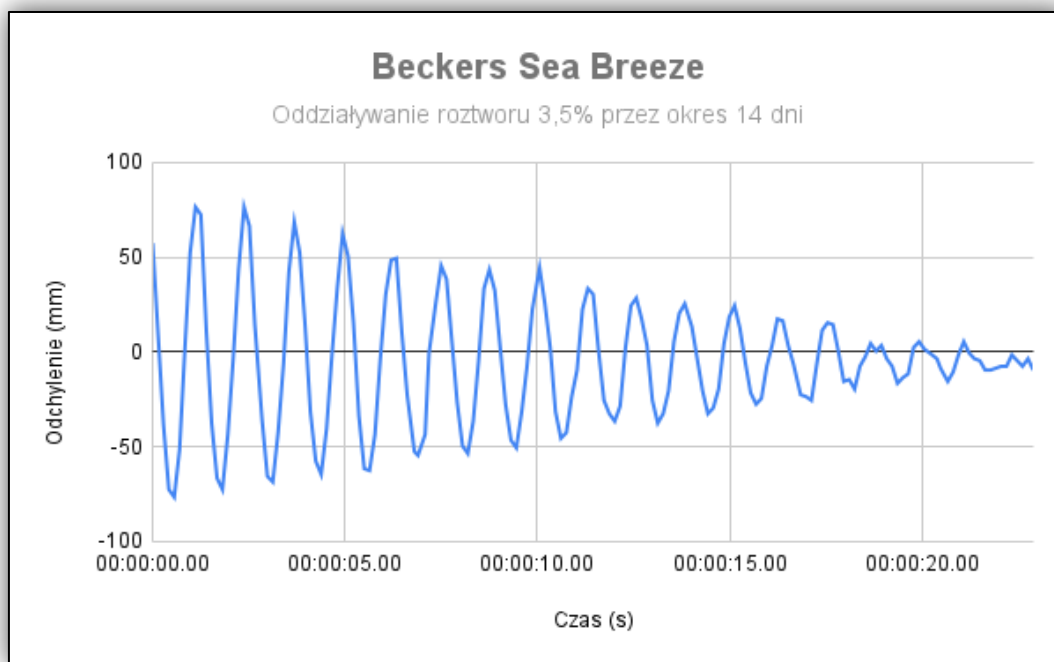 Beckers Sea Breeze
Oddziaływanie roztworu 3,5% przez okres 14 dni
Odchylenie (mm)
100
50
0
-50
-100
00:00:00.00 00:00:05.00 00:00:10.00 00:00:15.00 00:00:20.00
Czas (s)